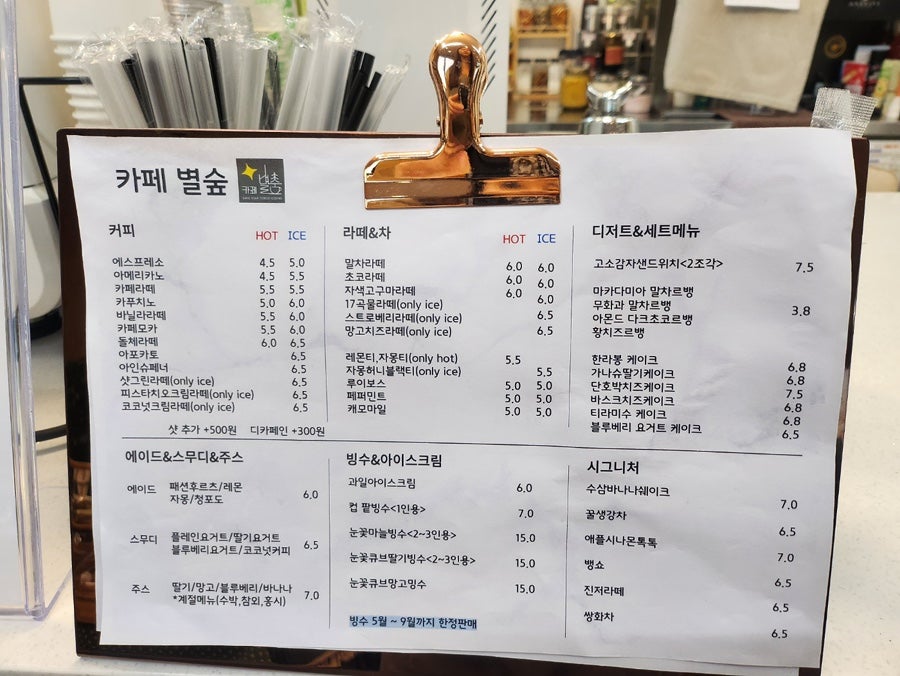 카페 별숲
카페 별숲
커피 HOT ICE
에스프레소 4.5 5.0
아메리카노 4.5 5.0
카페라떼 5.5 5.5
카푸치노 5.0 6.0
바닐라라떼 5.5 6.0
카페모카 5.5 6.0
돌체라떼 6.0 6.5
아포카토 6.5
아인슈페너 6.5
샷그린라떼(only ice) 6.5
피스타치오크림라떼(only ice) 6.5
코코넛크림라떼(only ice) 6.5
샷 추가 +500원 디카페인 +300원
라떼&차 HOT ICE
말차라떼 6.0 6.0
초코라떼 6.0 6.0
자색고구마라떼 6.0 6.0
17곡물라떼(only ice)
스트로베리라떼(only ice) 6.5
망고치즈라떼(only ice) 6.5
레몬티,자몽티(only hot) 5.5
자몽허니블랙티(only ice) 5.5
루이보스 5.0 5.0
페퍼민트 5.0 5.0
캐모마일 5.0 5.0
디저트&세트메뉴
고소감자샌드위치<2조각> 7.5
마카다미아 말차르뱅
무화과 말차르뱅 3.8
아몬드 다크초코르뱅
황치즈르뱅
한라봉 케이크 6.8
가나슈딸기케이크 6.8
단호박치즈케이크 7.5
바스크치즈케이크 6.8
티라미수 케이크 6.8
블루베리 요거트 케이크 6.5
에이드&스무디&주스
에이드 패션후르츠/레몬
자몽/청포도 6.0
스무디 플레인요거트/딸기요거트
블루베리요거트/코코넛커피 6.5
주스 딸기/망고/블루베리/바나나
*계절메뉴(수박,참외,홍시) 7.0
빙수&아이스크림
과일아이스크림 6.0
컵 팥빙수<1인용> 7.0
눈꽃마늘빙수<2~3인용> 15.0
눈꽃큐브딸기빙수<2~3인용> 15.0
눈꽃큐브망고밍수 15.0
빙수 5월 ~ 9월까지 한정판매
시그니처
수삼바나나쉐이크 7.0
꿀생강차 6.5
애플시나몬톡톡 7.0
뱅쇼 6.5
진저라떼 6.5
쌍화차 6.5